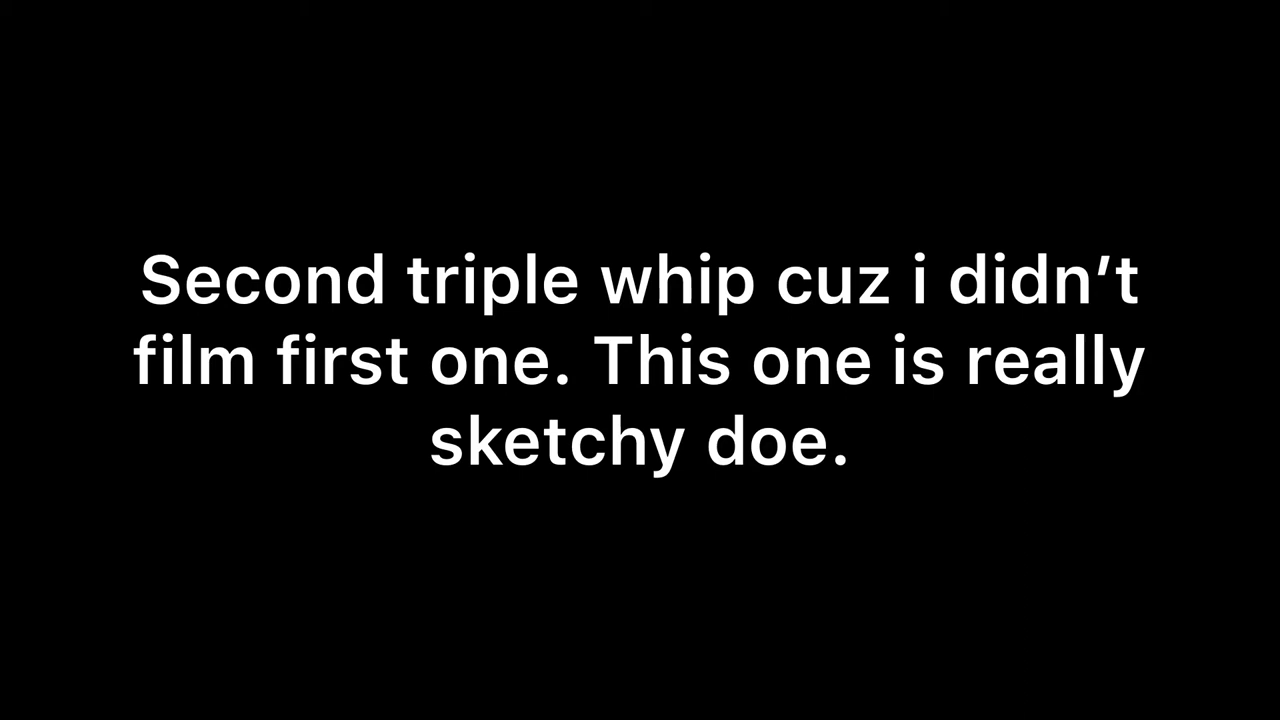 Second triple whip cuz i didn’t
film first one. This one is really
sketchy doe.